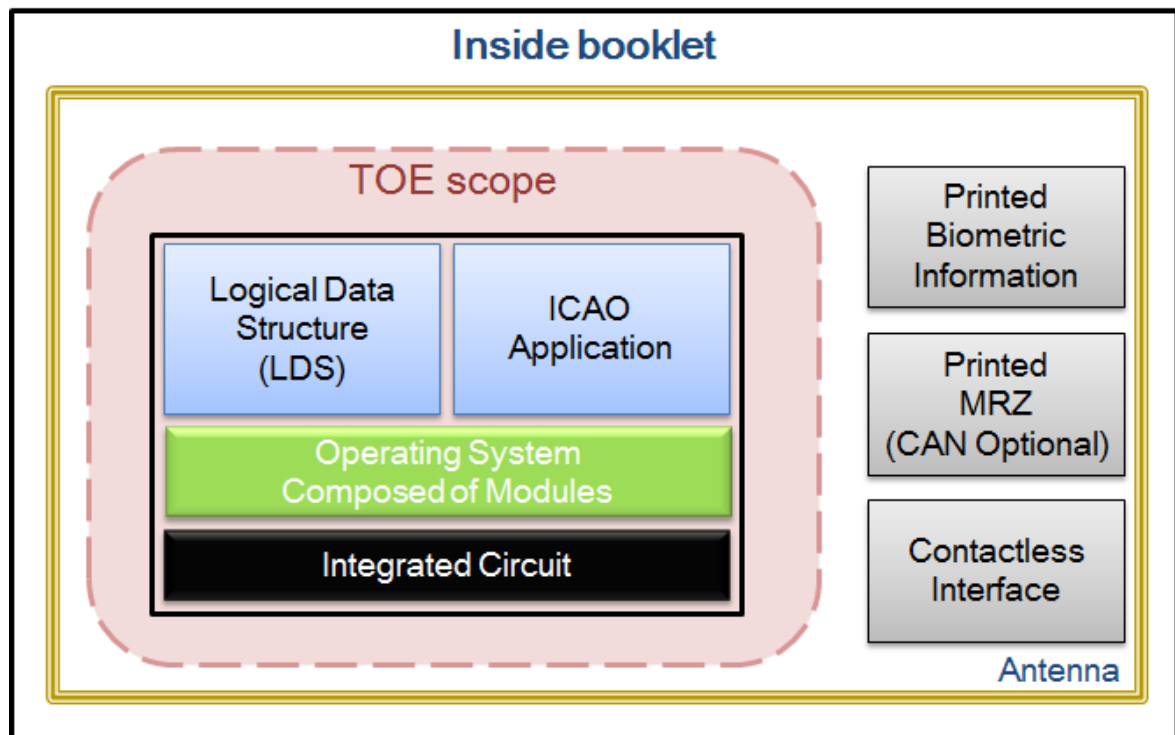 Inside booklet
TOE scope
Logical Data
Structure
(LDS)
ICAO
Application
Operating System
Composed of Modules
Integrated Circuit
Printed
Biometric
Information
Printed
MRZ
(CAN Optional)
Contactless
Interface
Antenna